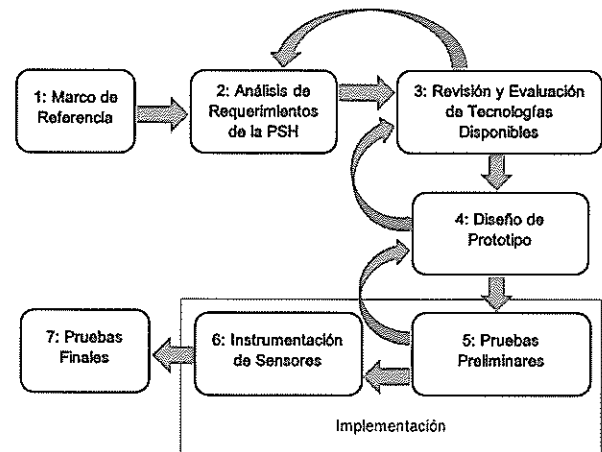 1: Marco de
Referencia
2: Análisis de
Requerimientos
de la PSH
3: Revisión y Evaluación
de Tecnologías
Disponibles
4: Diseño de
Prototipo
5: Pruebas
Preliminares
6: Instrumentación
de Sensores
7: Pruebas
Finales
Implementación